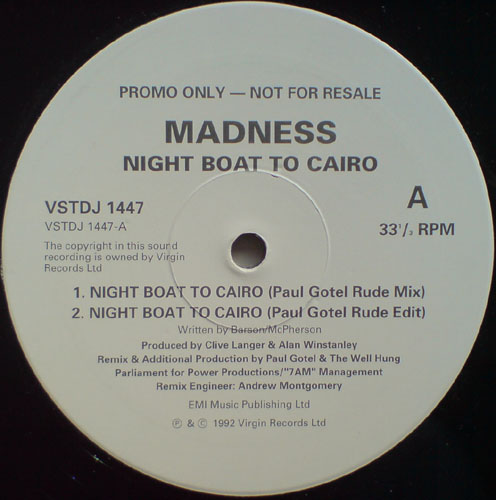 PROMO ONLY — NOT FOR RESALE
MADNESS
NIGHT BOAT TO CAIRO
VSTDJ 1447
VSTDJ 1447-A
A
33⅓ RPM
The copyright in this sound
recording is owned by Virgin
Records Ltd
1. NIGHT BOAT TO CAIRO (Paul Gotel Rude Mix)
2. NIGHT BOAT TO CAIRO (Paul Gotel Rude Edit)
Written by Barson/McPherson
Produced by Clive Langer & Alan Winstanley
Remix & Additional Production by Paul Gotel & The Well Hung
Parliament for Power Productions/"7AM" Management
Remix Engineer: Andrew Montgomery
EMI Music Publishing Ltd
℗ & © 1992 Virgin Records Ltd